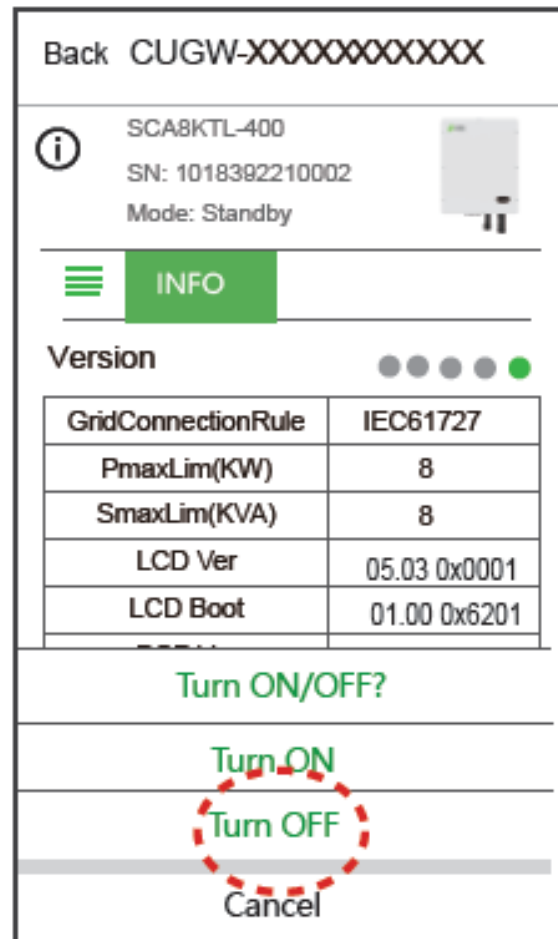 Back CUGW-XXXXXXXXXXX
SCA8KTL-400
SN: 1018392210002
Mode: Standby
INFO
Version
GridConnectionRule IEC61727
PmaxLim(KW) 8
SmaxLim(KVA) 8
LCD Ver 05.03 0x0001
LCD Boot 01.00 0x6201
Turn ON/OFF?
Turn ON
Turn OFF
Cancel